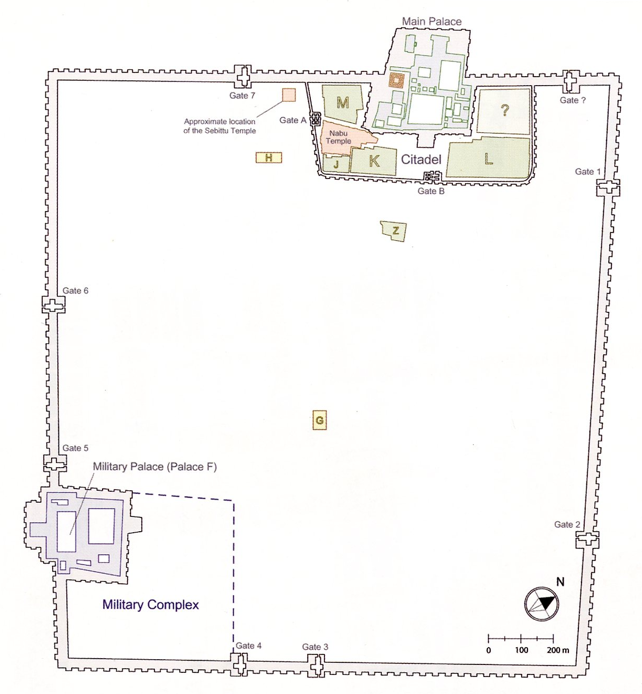 Main Palace
Gate 7
Gate ?
Approximate location
of the Sebittu Temple
Gate A
M
?
Nabu
Temple
Citadel
H
J
K
L
Gate 1
Gate B
Z
Gate 6
G
Gate 5
Military Palace (Palace F)
Gate 2
N
Military Complex
0 100 200 m
Gate 4
Gate 3